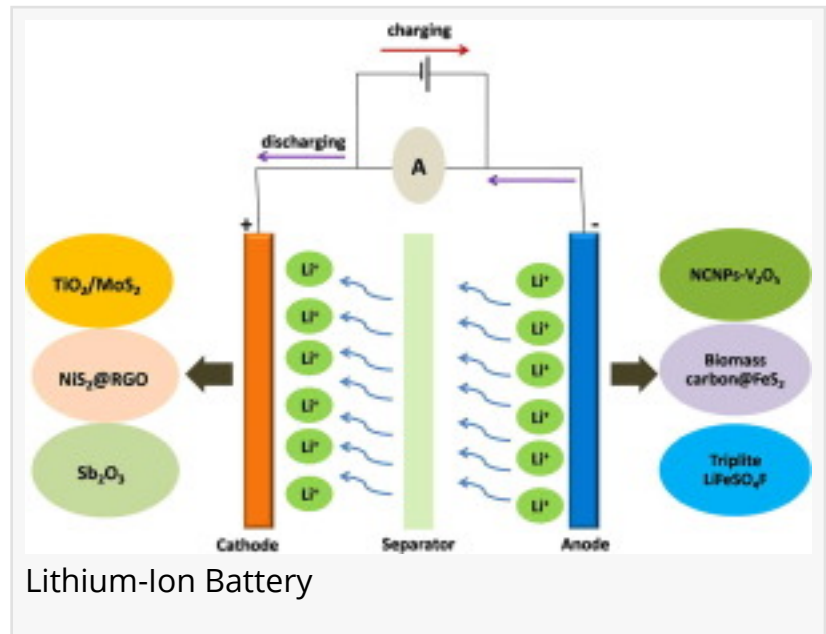 charging
discharging
A
+
-
TiO₂/MoS₂
NiS₂@RGO
Sb₂O₃
Li⁺
Li⁺
Li⁺
Li⁺
Li⁺
Li⁺
Li⁺
Li⁺
Li⁺
Li⁺
Li⁺
Li⁺
NCNPs-V₂O₅
Biomass
carbon@FeS₂
Triplite
LiFeSO₄F
Cathode
Separator
Anode
Lithium-Ion Battery